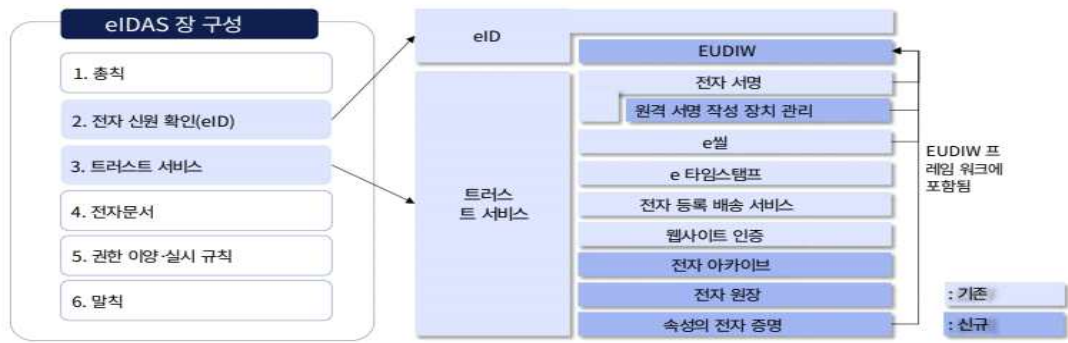 eIDAS 장 구성
1. 총칙
2. 전자 신원 확인(eID)
3. 트러스트 서비스
4. 전자문서
5. 권한 이양·실시 규칙
6. 말칙
eID
EUDIW
트러스
트 서비스
전자 서명
원격 서명 작성 장치 관리
e씰
e 타임스탬프
전자 등록 배송 서비스
웹사이트 인증
전자 아카이브
전자 원장
속성의 전자 증명
EUDIW 프
레임 워크에
포함됨
: 기존
: 신규